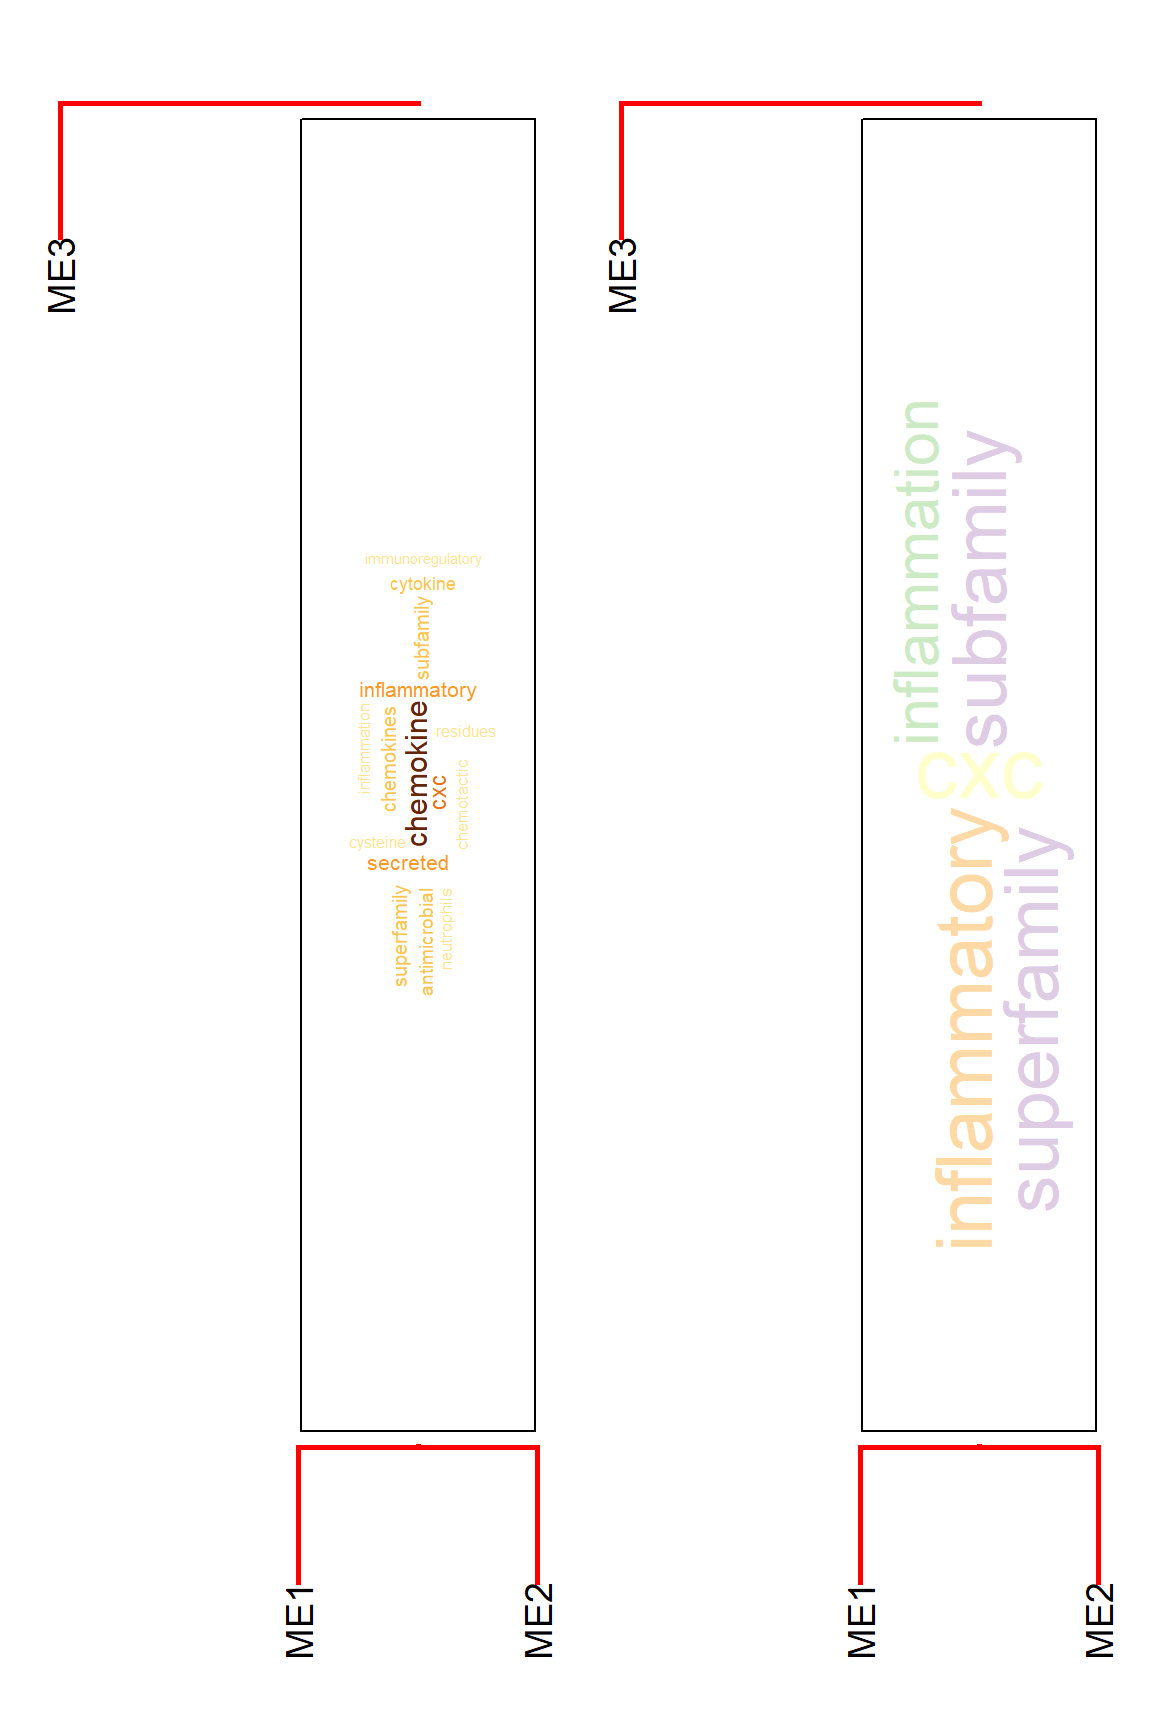 ME3
immunoregulatory
cytokine
subfamily
inflammatory
inflammation
chemokines
chemokine
cxc
residues
chemotactic
cysteine
secreted
superfamily
antimicrobial
neutrophils
ME1
ME2
ME3
inflammation
subfamily
cxc
inflammatory
superfamily
ME1
ME2